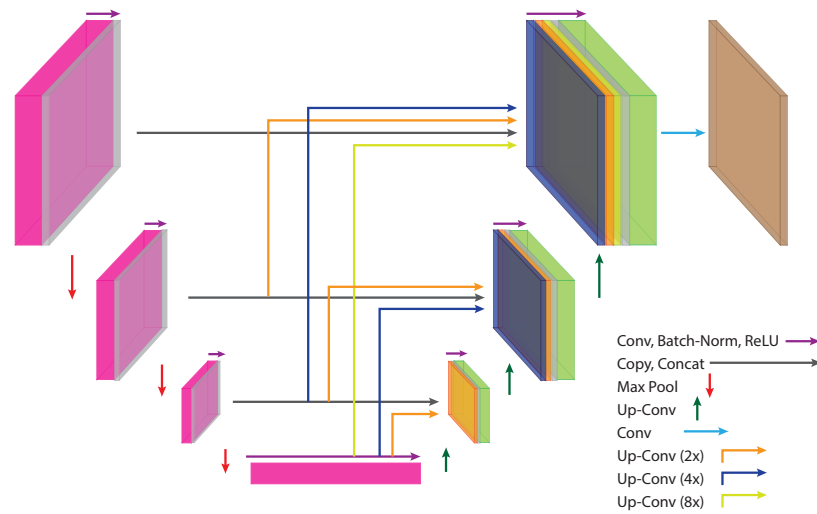 Conv, Batch-Norm, ReLU
Copy, Concat
Max Pool
Up-Conv
Conv
Up-Conv (2x)
Up-Conv (4x)
Up-Conv (8x)